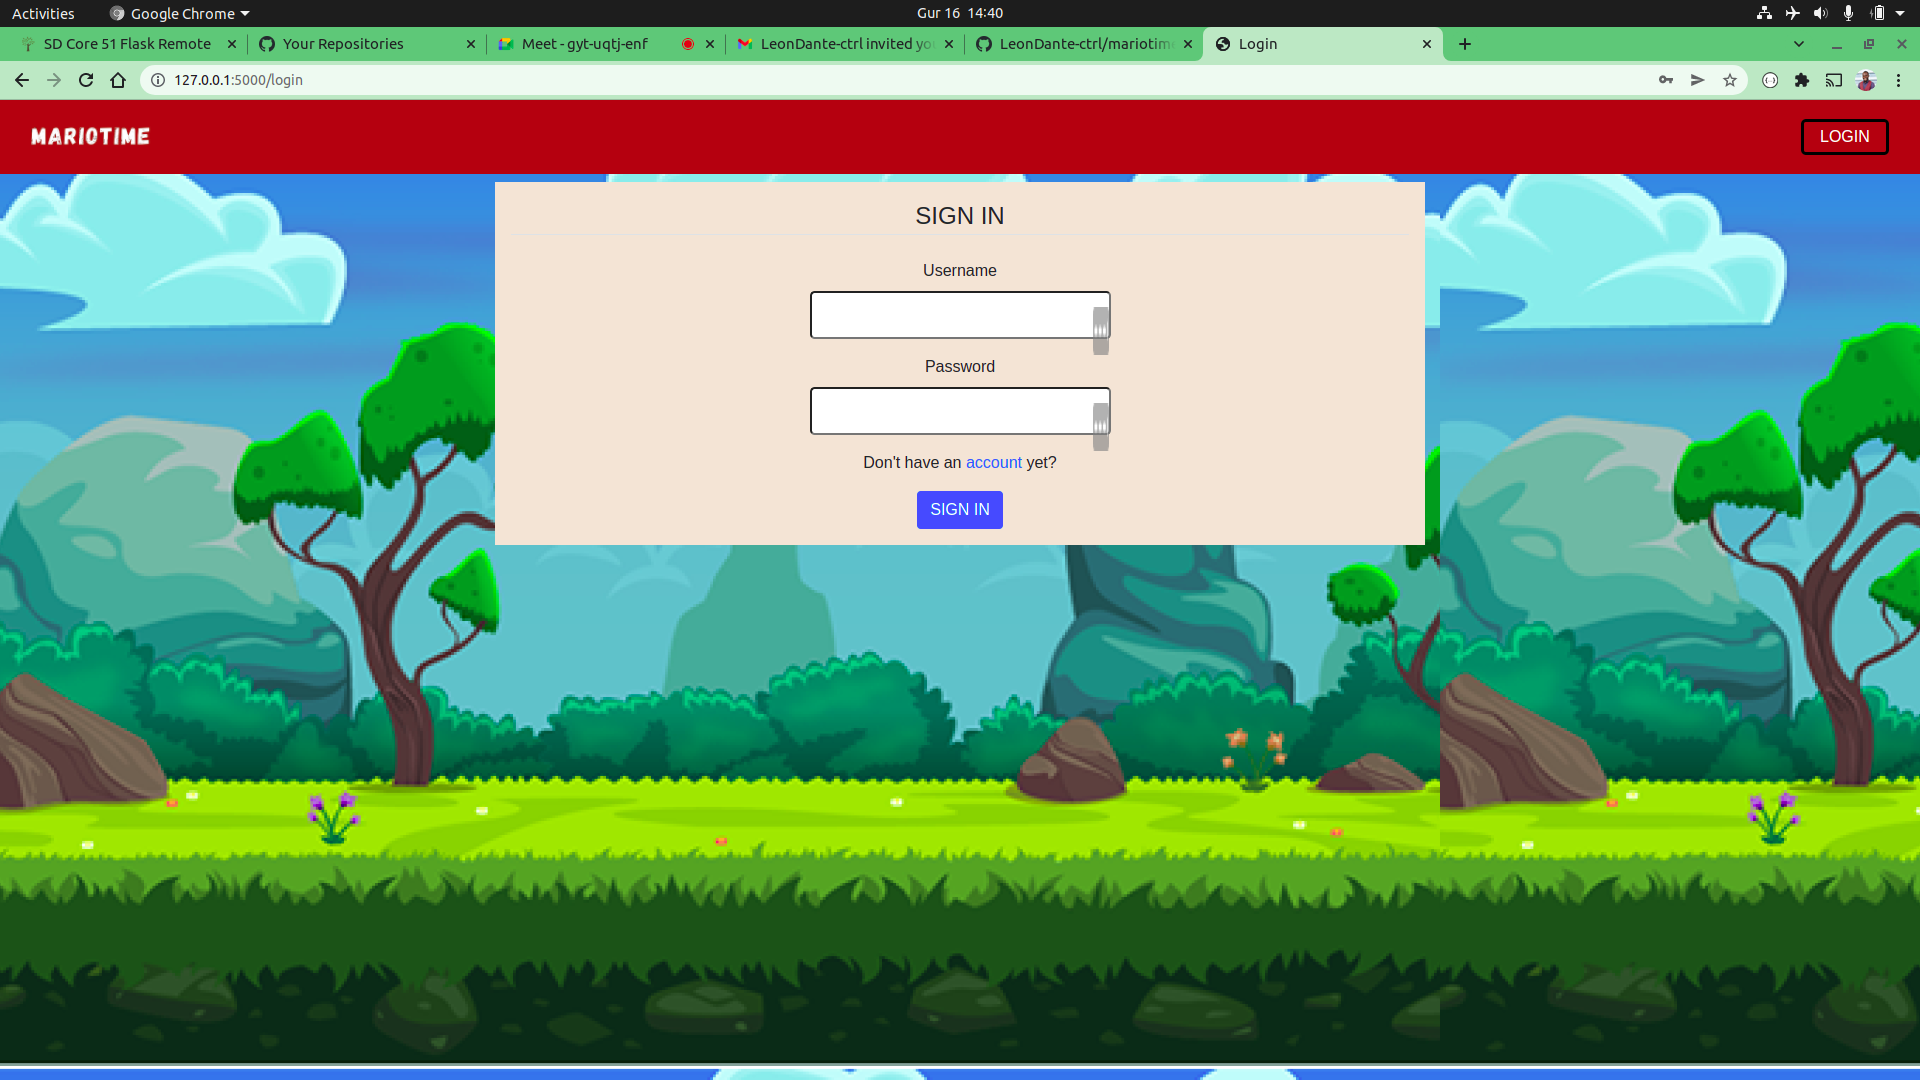 Activities Google Chrome Gur 16 14:40
SD Core 51 Flask Remote Your Repositories Meet - gyt-uqtj-enf LeonDante-ctrl invited yo LeonDante-ctrl/mariotim Login
127.0.0.1:5000/login
MARIOTIME LOGIN
SIGN IN
Username
Password
Don't have an account yet?
SIGN IN